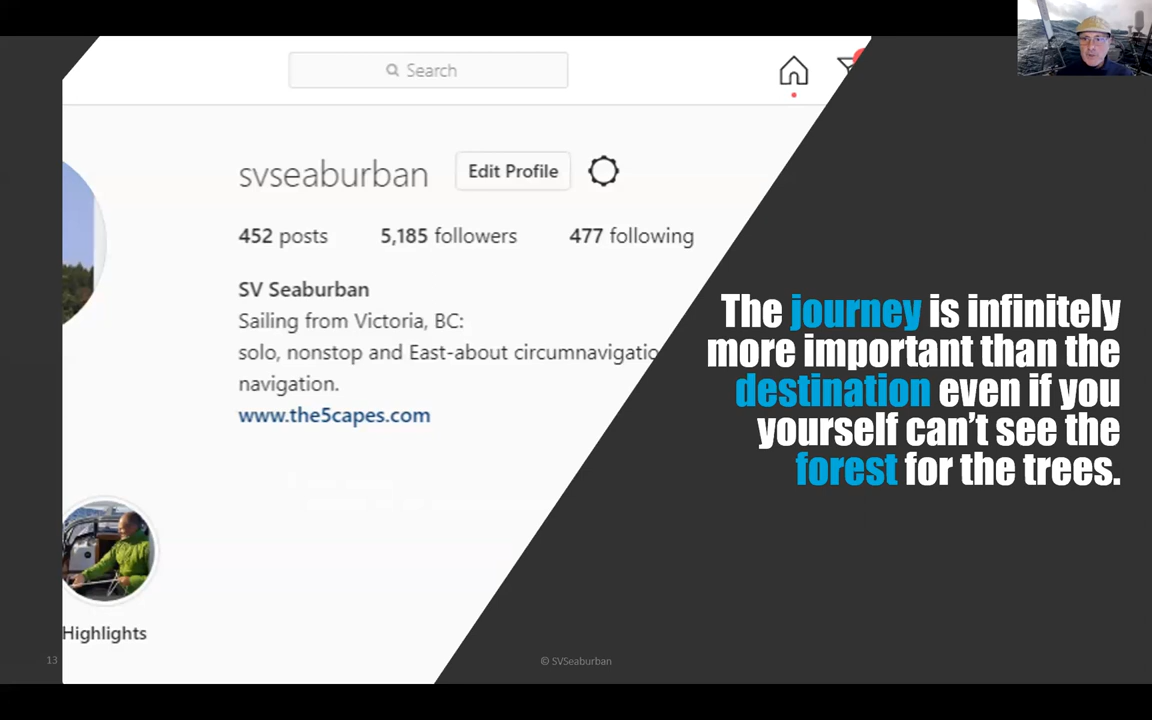 Search
svseaburban Edit Profile
452 posts 5,185 followers 477 following
SV Seaburban
Sailing from Victoria, BC:
solo, nonstop and East-about circumnavigatio
navigation.
www.the5capes.com
Highlights
The journey is infinitely
more important than the
destination even if you
yourself can’t see the
forest for the trees.
13
© SVSeaburban